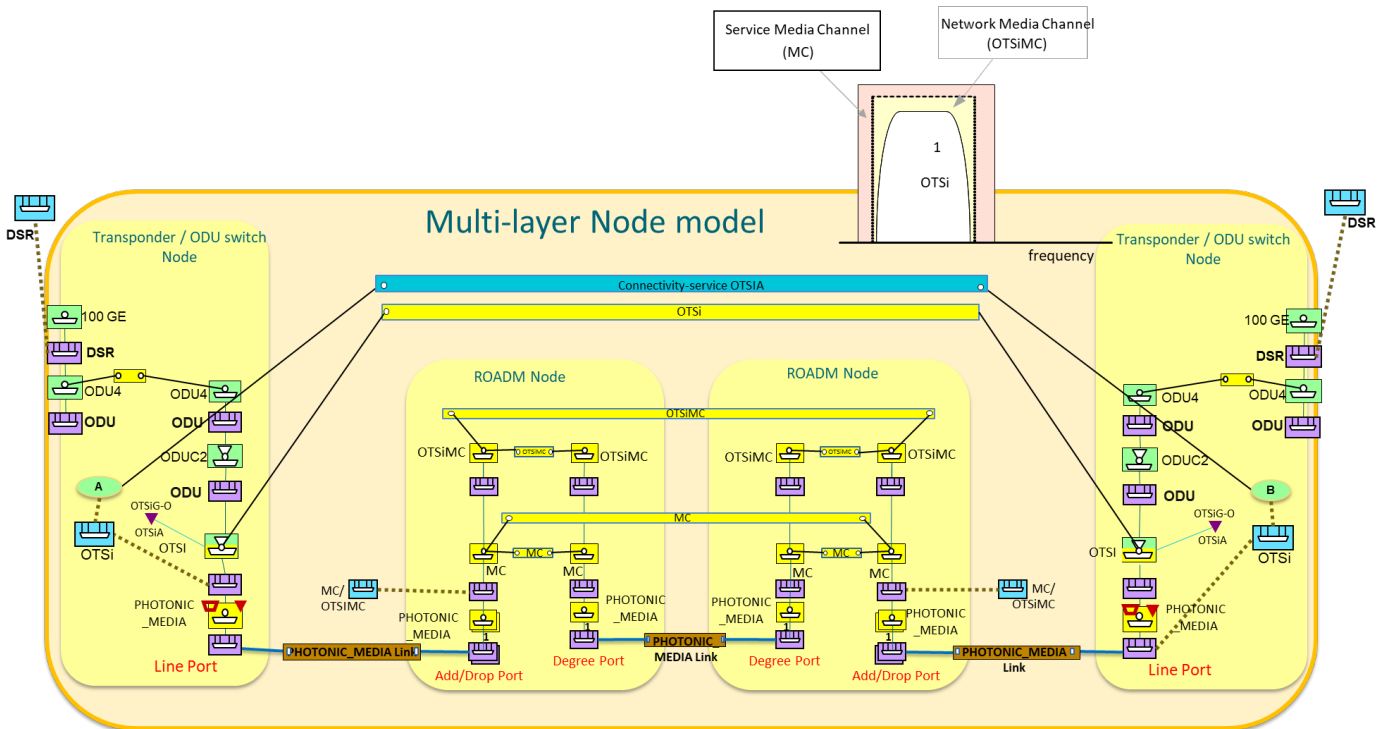 Service Media Channel
(MC)
Network Media Channel
(OTSiMC)
1
OTSi
frequency
Multi-layer Node model
DSR
DSR
Transponder / ODU switch
Node
Transponder / ODU switch
Node
Connectivity-service OTSIA
OTSi
100 GE
DSR
ODU4
ODU
ODU4
ODU
ODUC2
ODU
A
OTSi
OTSiG-O
OTSiA
OTSI
PHOTONIC
_MEDIA
Line Port
PHOTONIC_MEDIA Link
ROADM Node
ROADM Node
OTSiMC
OTSiMC
OTSiMC
OTSiMC
OTSiMC
OTSiMC
OTSiMC
MC
MC
MC
MC
MC
MC
MC
MC/
OTSIMC
MC/
OTSIMC
PHOTONIC
_MEDIA
PHOTONIC
_MEDIA
PHOTONIC
_MEDIA
PHOTONIC
_MEDIA
1
1
1
1
Add/Drop Port
Degree Port
PHOTONIC_
MEDIA Link
Degree Port
Add/Drop Port
PHOTONIC_MEDIA
Link
100 GE
DSR
ODU4
ODU
ODU4
ODU
ODUC2
ODU
B
OTSi
OTSiG-O
OTSiA
OTSI
PHOTONIC
_MEDIA
Line Port